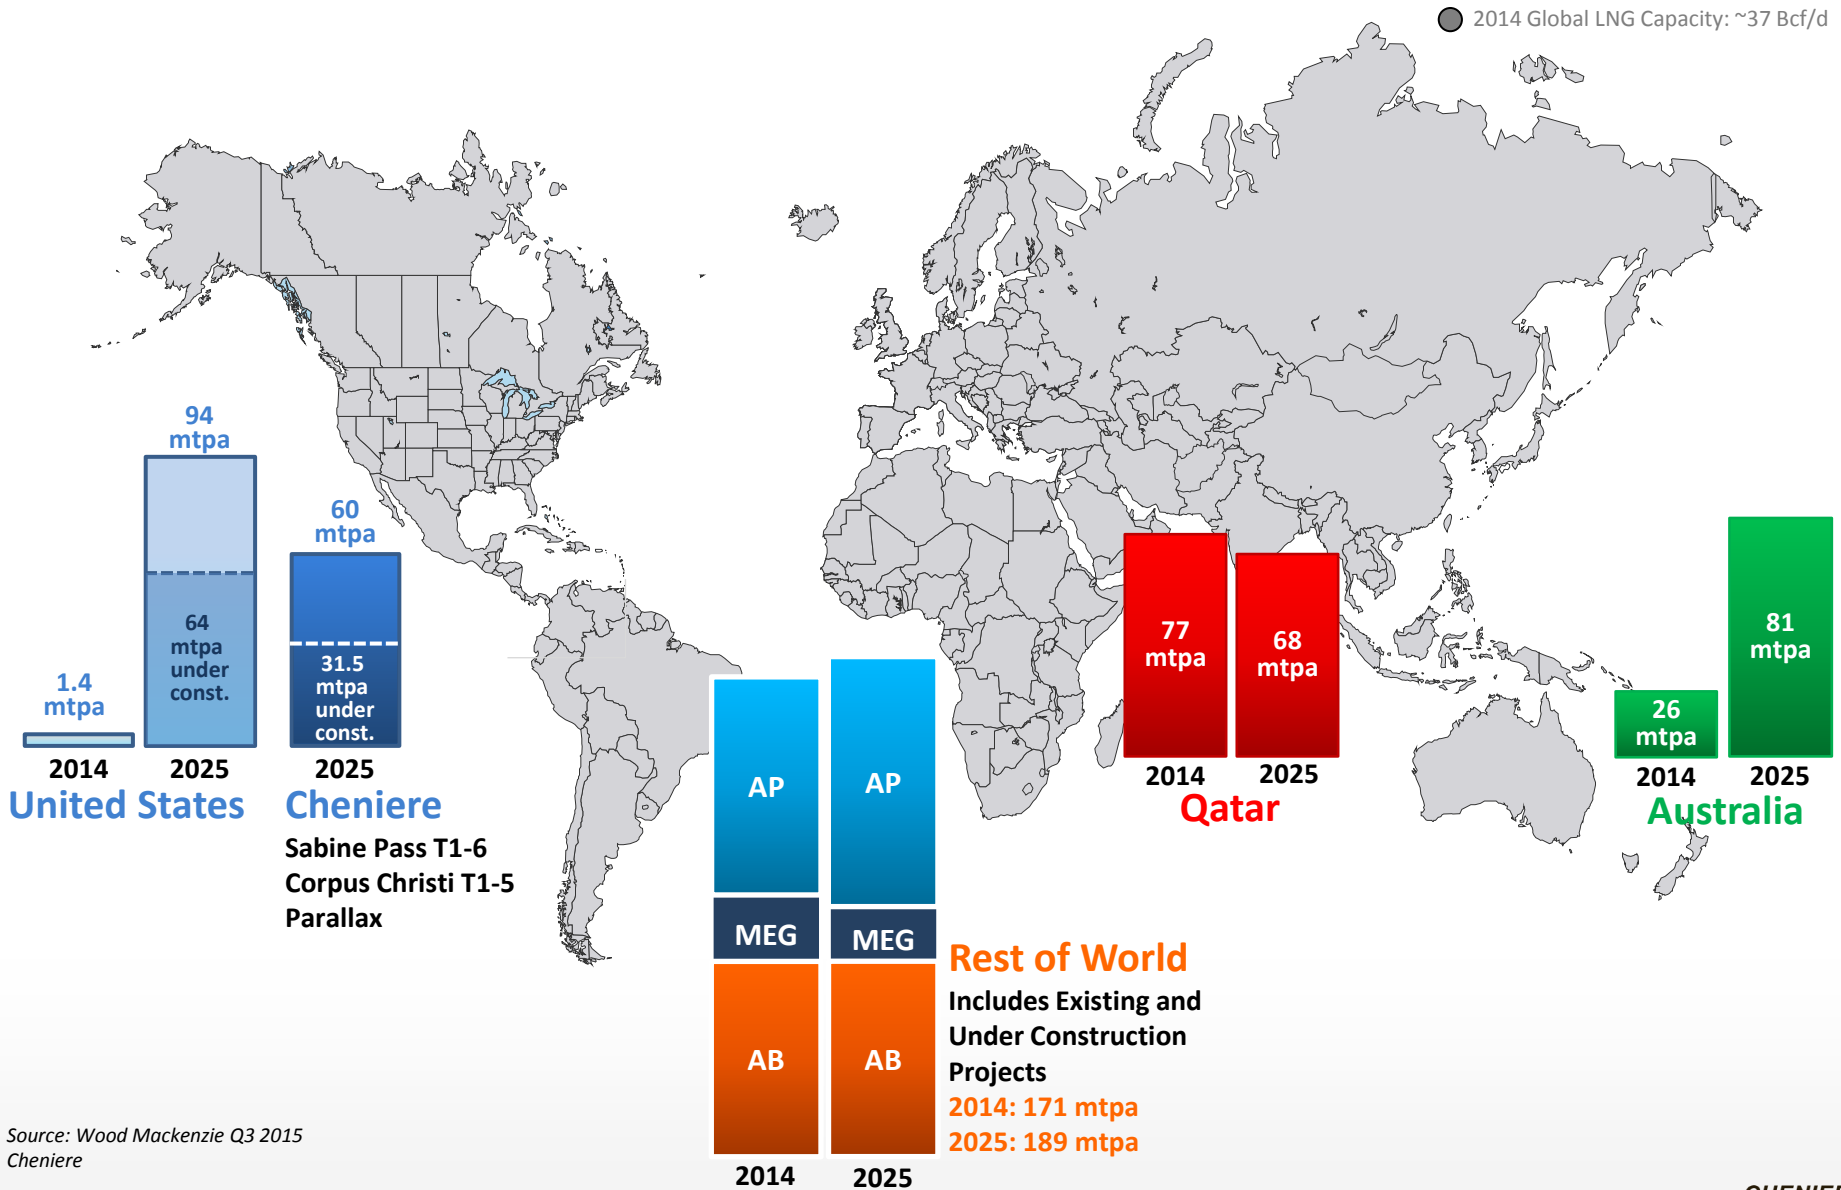 2014 Global LNG Capacity: ~37 Bcf/d
94
mtpa
64
mtpa
under
const.
1.4
mtpa
2014
2025
United States
60
mtpa
31.5
mtpa
under
const.
2025
Cheniere
Sabine Pass T1-6
Corpus Christi T1-5
Parallax
AP
MEG
AB
2014
AP
MEG
AB
2025
Rest of World
Includes Existing and
Under Construction
Projects
2014: 171 mtpa
2025: 189 mtpa
77
mtpa
2014
68
mtpa
2025
Qatar
26
mtpa
2014
81
mtpa
2025
Australia
Source: Wood Mackenzie Q3 2015
Cheniere